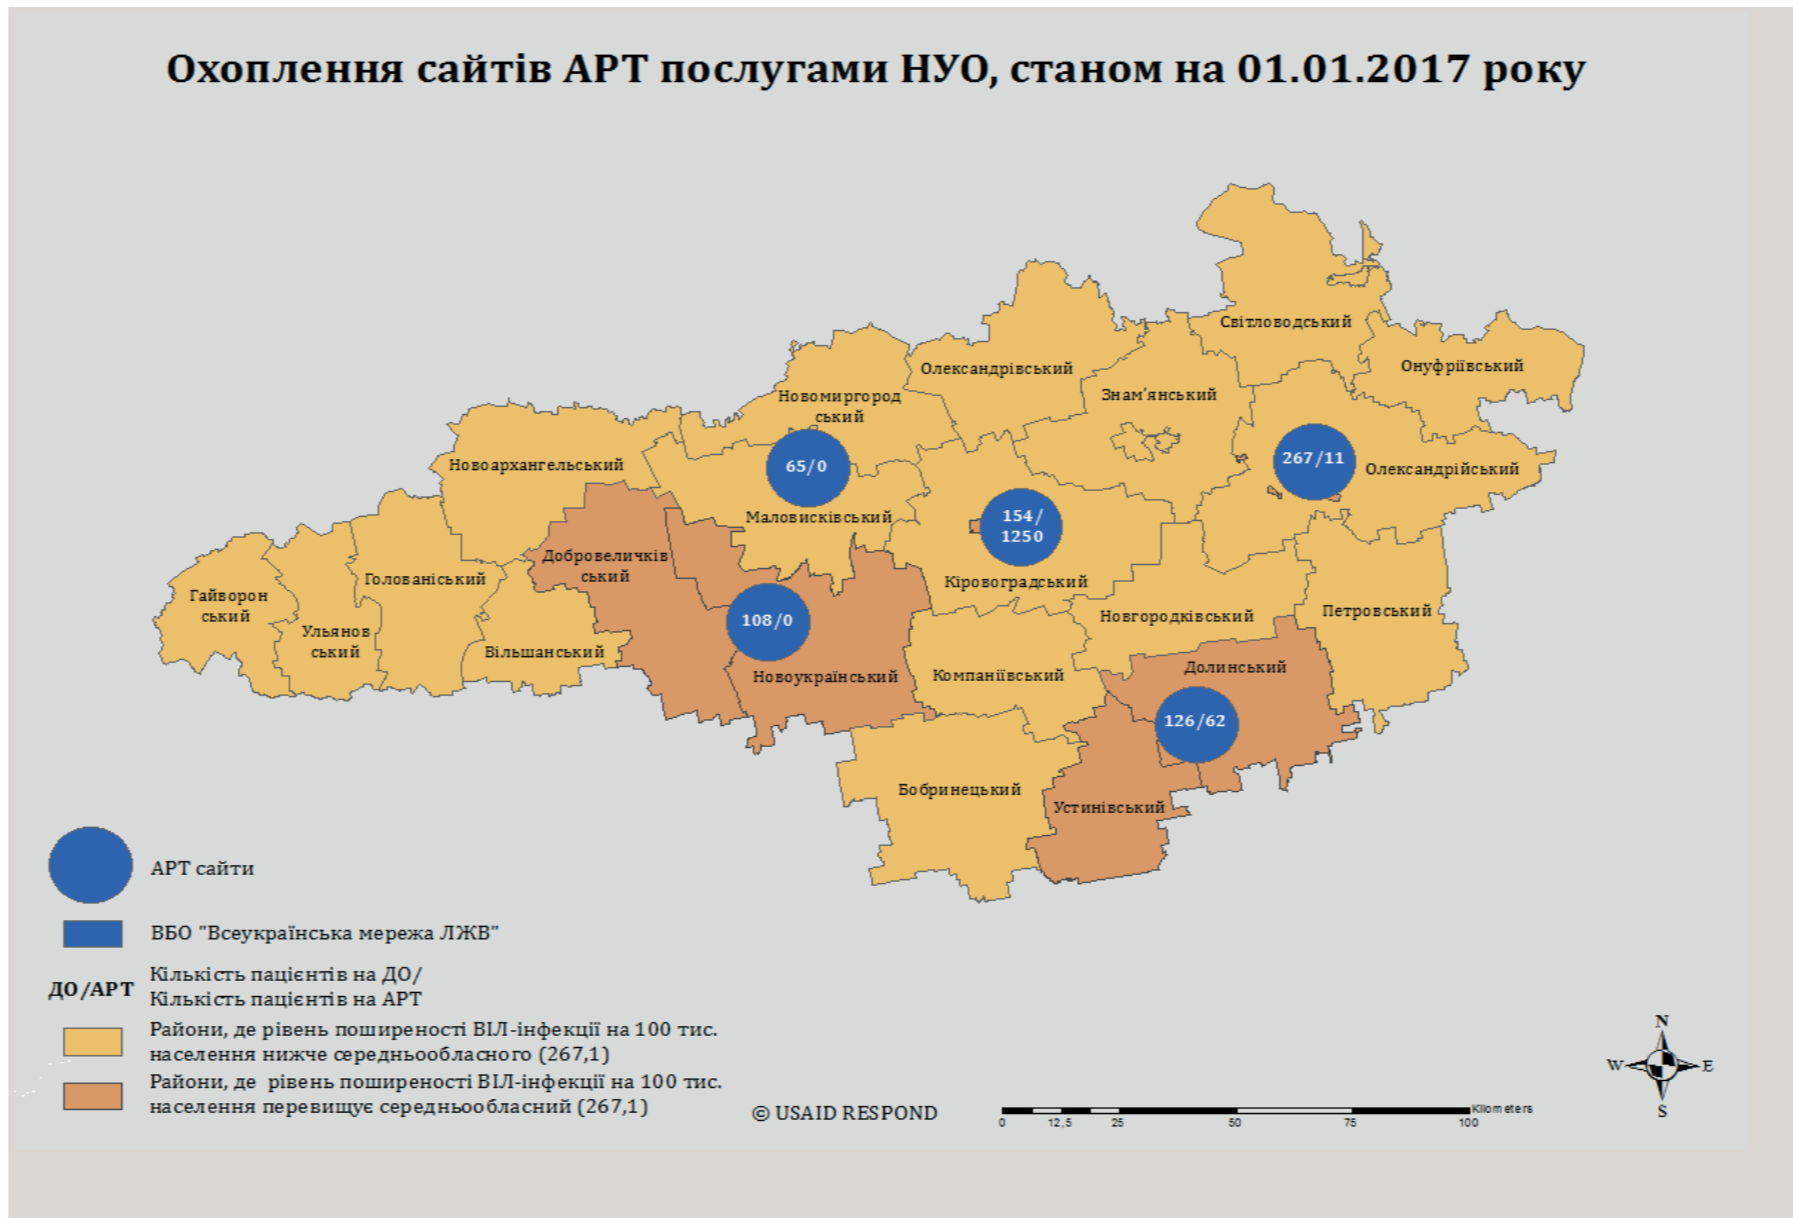 Охоплення сайтів АРТ послугами НУО, станом на 01.01.2017 року
Світловодський
Онуфріївський
Олександрівський
Знам'янський
Новомиргород
ський
Новоархангельський
65/0
267/11
Олександрійський
Маловисківський
154/
1250
Добровеличків
ський
Голованіський
Кіровоградський
Гайворон
ський
Ульянов
ський
Вільшанський
108/0
Новоукраїнський
Компаніївський
Новгородківський
Петровський
Долинський
126/62
Бобринецький
Устинівський
АРТ сайти
ВБО "Всеукраїнська мережа ЛЖВ"
ДО/АРТ
Кількість пацієнтів на ДО/
Кількість пацієнтів на АРТ
Райони, де рівень поширеності ВІЛ-інфекції на 100 тис.
населення нижче середньообласного (267,1)
Райони, де рівень поширеності ВІЛ-інфекції на 100 тис.
населення перевищує середньообласний (267,1)
© USAID RESPOND
Kilometers
0 12,5 25 50 75 100
N
W E
S